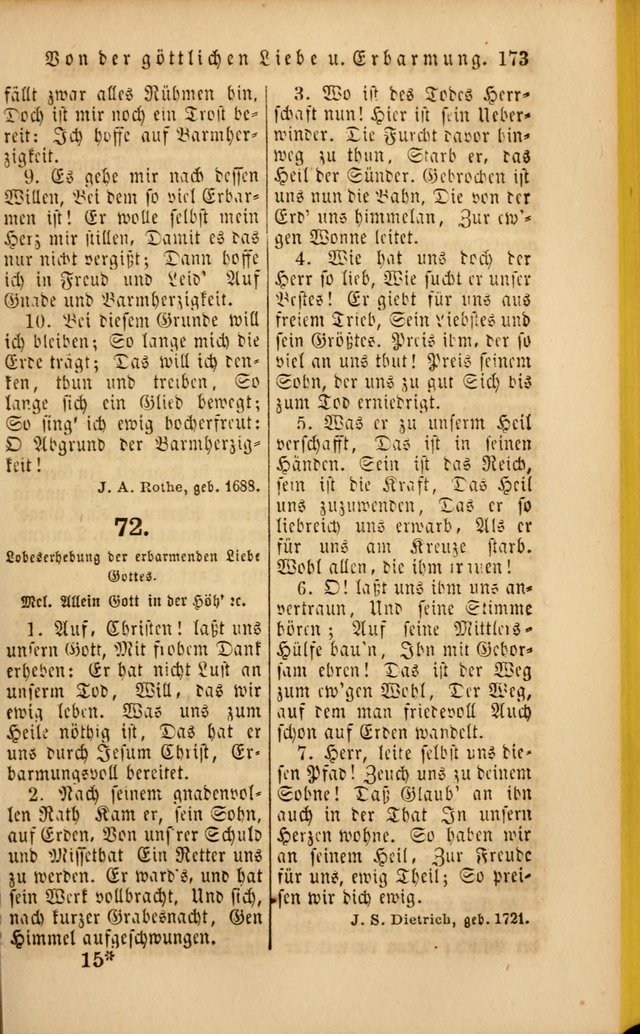 Von der göttlichen Liebe u. Erbarmung. 173
fällt zwar alles Rühmen hin,
Doch ist mir noch ein Trost be-
reit: Ich hoffe auf Barmher-
zigkeit.
9. Es gehe mir nach dessen
Willen, Bei dem so viel Erbar-
men ist! Er wolle selbst mein
Herz mir stillen, Damit es das
nur nicht vergißt; Dann hoffe
ich in Freud und Leid' Auf
Gnade und Barmherzigkeit.
10. Bei diesem Grunde will
ich bleiben; So lange mich die
Erde trägt; Das will ich den-
ken, thun und treiben, So
lange sich ein Glied bewegt;
So sing' ich ewig hocherfreut:
O Abgrund der Barmherzig-
keit!
J. A. Rothe, geb. 1688.
72.
Lobeserhebung der erbarmenden Liebe
Gottes.
Mel. Allein Gott in der Höh' ꝛc.
1. Auf, Christen! laßt uns
unsern Gott, Mit frohem Dank
erheben: Er hat nicht Lust an
unserm Tod, Will, das wir
ewig leben. Was uns zum
Heile nöthig ist, Das hat er
uns durch Jesum Christ, Er-
barmungsvoll bereitet.
2. Nach seinem gnadenvol-
len Rath Kam er, sein Sohn,
auf Erden, Von uns'rer Schuld
und Missethat Ein Retter uns
zu werden. Er ward's, und hat
sein Werk vollbracht, Und sich,
nach kurzer Grabesnacht, Gen
Himmel aufgeschwungen.
15*
3. Wo ist des Todes Herr-
schaft nun! Hier ist sein Ueber-
winder. Die Furcht davor hin-
weg zu thun, Starb er, das
Heil der Sünder. Gebrochen ist
uns nun die Bahn, Die von der
Erd' uns himmelan, Zur ew'-
gen Wonne leitet.
4. Wie hat uns doch der
Herr so lieb, Wie sucht er unser
Bestes! Er giebt für uns aus
freiem Trieb, Sein Liebstes und
sein Größtes. Preis ihm, der so
viel an uns thut! Preis seinem
Sohn, der uns zu gut Sich bis
zum Tod erniedrigt.
5. Was er zu unserm Heil
verschafft, Das ist in seinen
Händen. Sein ist das Reich,
sein ist die Kraft, Das Heil
uns zuzuwenden, Das er so
liebreich uns erwarb, Als er
für uns am Kreuze starb.
Wohl allen, die ihm trauen!
6. O! laßt uns ihm uns an-
vertraun, Und seine Stimme
hören; Auf seine Mittlers-
Hülfe bau'n, Ihn mit Gehor-
sam ehren! Das ist der Weg
zum ew'gen Wohl, Der Weg,
auf dem man friedevoll Auch
schon auf Erden wandelt.
7. Herr, leite selbst uns die-
sen Pfad! Zeuch uns zu deinem
Sohne! Daß Glaub' an ihn
auch in der That In unsern
Herzen wohne. So haben wir
an seinem Heil, Zur Freude
für uns, ewig Theil; So prei-
sen wir dich ewig.
J. S. Dietrich, geb. 1721.